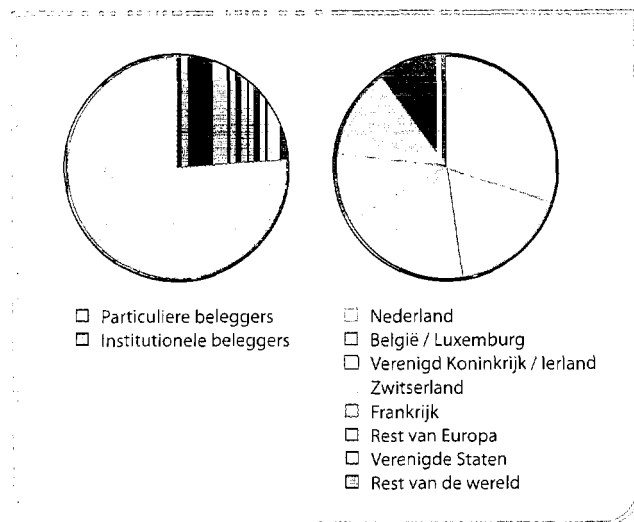 Particuliere beleggers
Institutionele beleggers
Nederland
België / Luxemburg
Verenigd Koninkrijk / Ierland
Zwitserland
Frankrijk
Rest van Europa
Verenigde Staten
Rest van de wereld